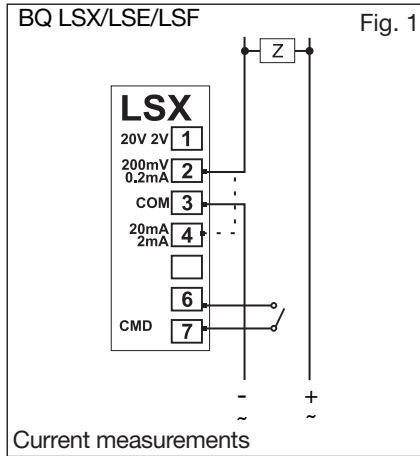 BQ LSX/LSE/LSF
Fig. 1
Z
LSX
20V 2V 1
200mV
0.2mA 2
COM 3
20mA
2mA 4
6
CMD 7
- +
~ ~
Current measurements